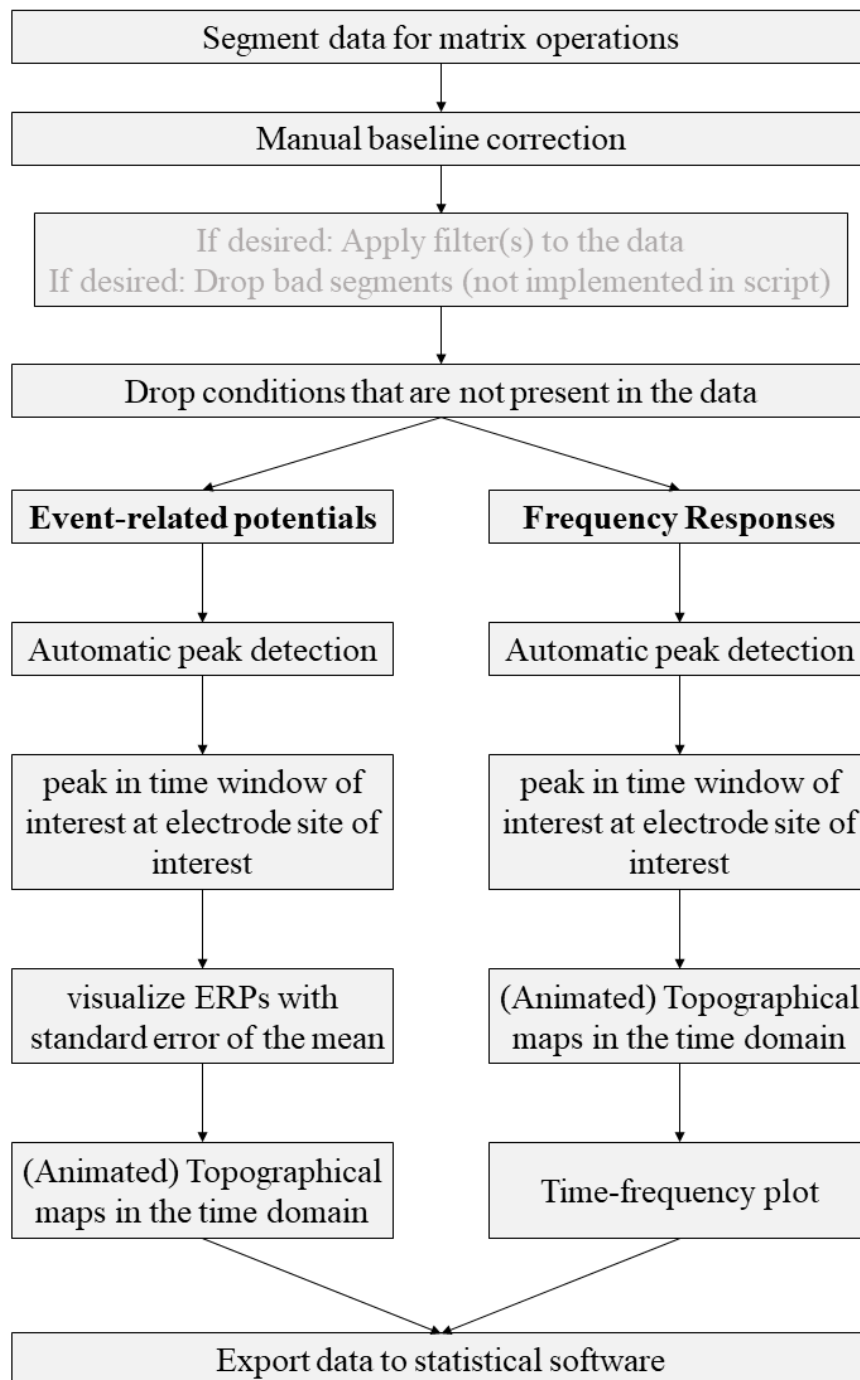 Segment data for matrix operations
Manual baseline correction
If desired: Apply filter(s) to the data
If desired: Drop bad segments (not implemented in script)
Drop conditions that are not present in the data
Event-related potentials
Automatic peak detection
peak in time window of
interest at electrode site of
interest
visualize ERPs with
standard error of the mean
(Animated) Topographical
maps in the time domain
Frequency Responses
Automatic peak detection
peak in time window of
interest at electrode site of
interest
(Animated) Topographical
maps in the time domain
Time-frequency plot
Export data to statistical software